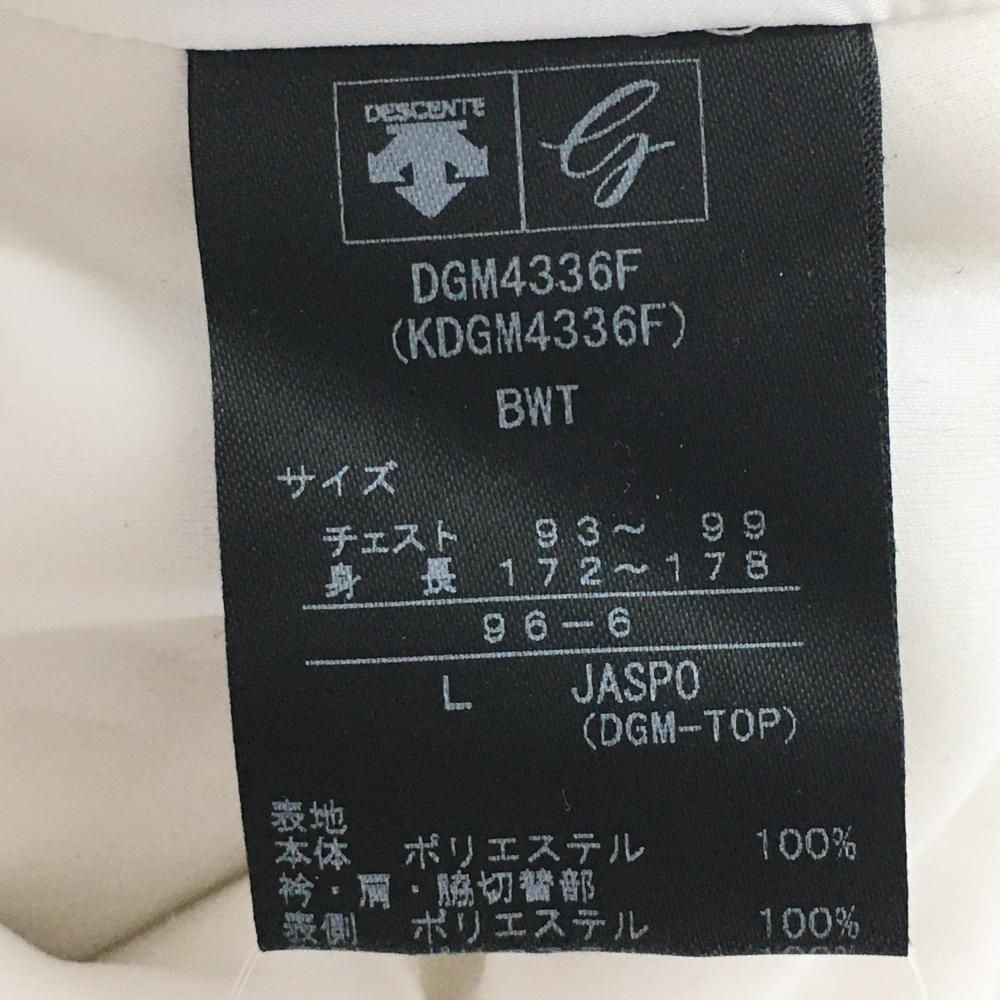 DESCENTE G
DGM4336F
(KDGM4336F)
BWT
サイズ
チェスト 93～ 99
身 長 172～178
96－6
L JASPO
(DGM-TOP)
表地
本体 ポリエステル 100%
衿・肩・脇切替部
表側 ポリエステル 100%